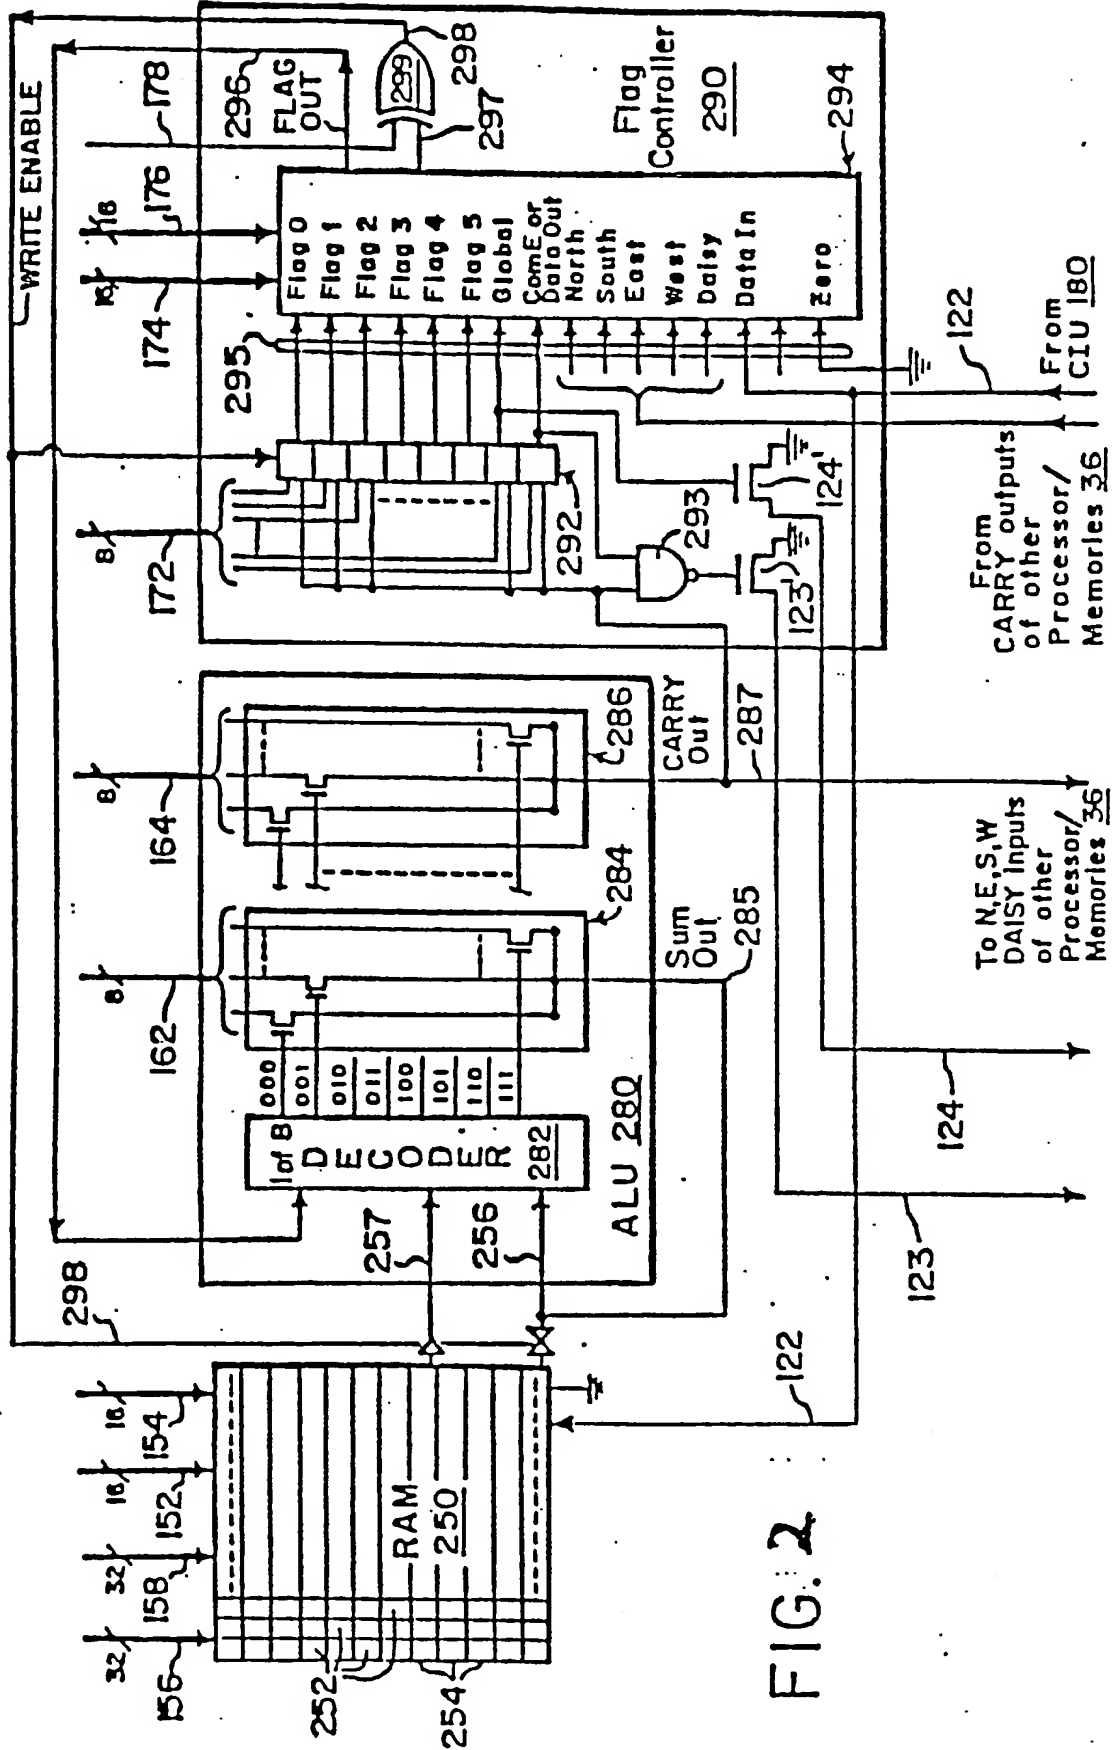 WRITE ENABLE
298
32
156
32
158
16
152
16
154
252
254
RAM
250
122
257
256
162
8
164
8
1 of 8
DECODER
282
000
001
010
011
100
101
110
111
284
286
ALU 280
Sum
Out
285
CARRY
Out
287
172
8
174
16
176
16
178
296
FLAG
OUT
298
299
297
295
Flag 0
Flag 1
Flag 2
Flag 3
Flag 4
Flag 5
Global
ComE or
Data Out
North
South
East
West
Daisy
Data In
Zero
Flag
Controller
290
294
292
293
123'
124'
122
From
CIU 180
From
CARRY outputs
of other
Processor/
Memories 36
To N,E,S,W
DAISY Inputs
of other
Processor/
Memories 36
124
123
122
FIG. 2